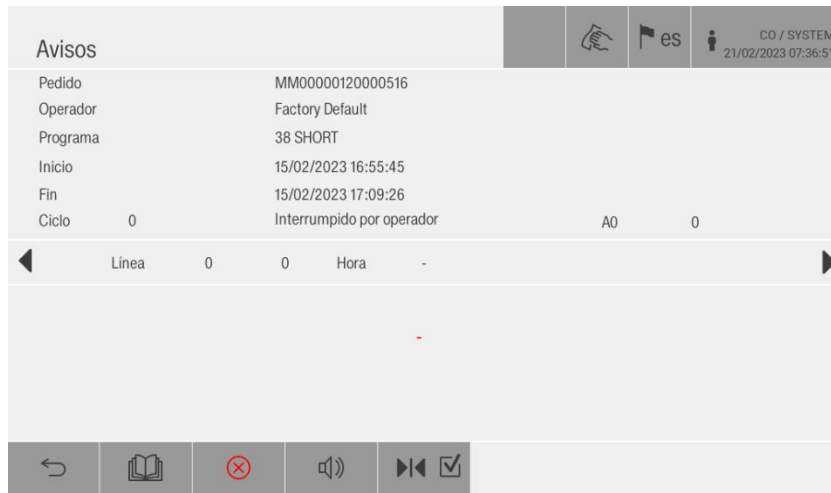 Avisos
es
CO / SYSTEM
21/02/2023 07:36:51
Pedido MM00000120000516
Operador Factory Default
Programa 38 SHORT
Inicio 15/02/2023 16:55:45
Fin 15/02/2023 17:09:26
Ciclo 0 Interrumpido por operador A0 0
Línea 0 0 Hora -
-